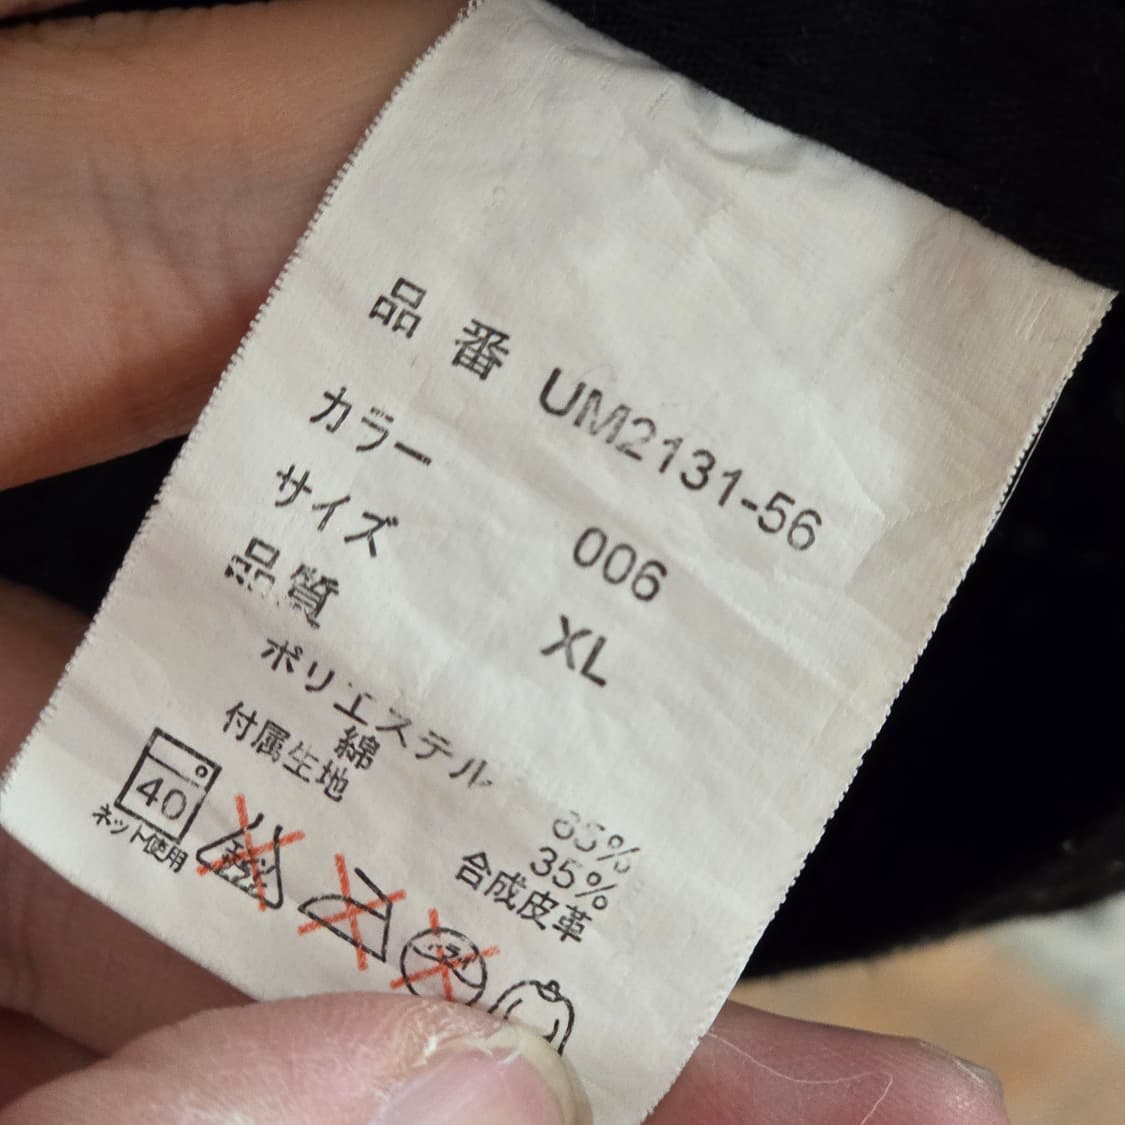 品 番 UM2131-56
カラー 006
サイズ XL
品質
ポリエステル 65%
綿 35%
付属生地 合成皮革
40
ネット使用